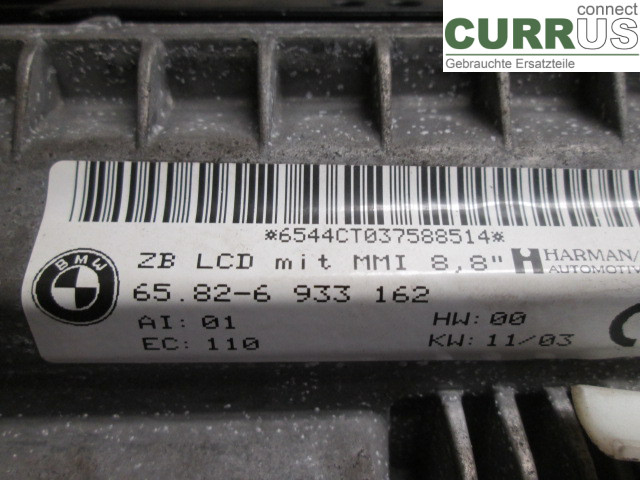 connect
CURRUS
Gebrauchte Ersatzteile
*6544CT037588514*
BMW
ZB LCD mit MMI 8,8"
HARMAN/
AUTOMOTIV
65.82-6 933 162
AI: 01
HW: 00
EC: 110
KW: 11/03